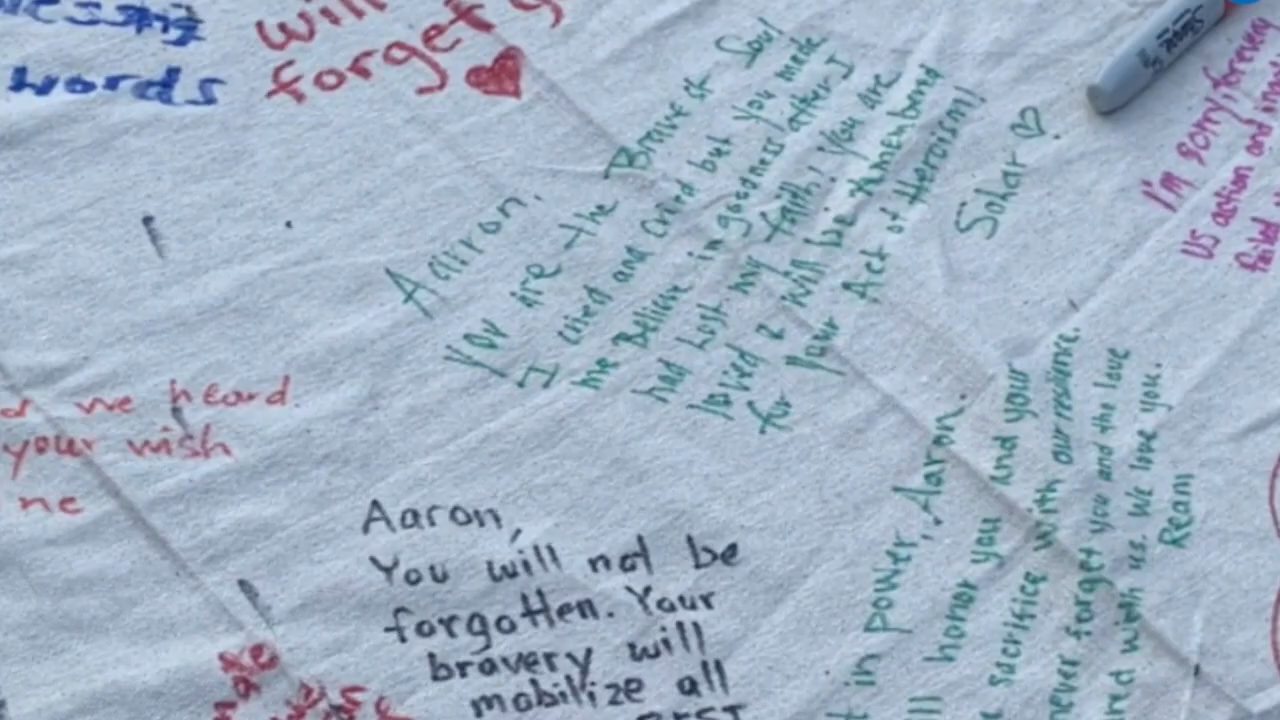 words
will
forget
Aaron,
You are the Bravest Soul
I cried and cried but you made
me Believe in goodness after I
had Lost my faith! You are
loved & will be remembered
for your Act of Heroism!
Sohar
I'm sorry, forever
US action and
failed
we heard.
your wish
ne
Aaron,
You will not be
forgotten. Your
bravery will
mobilize all
in power, Aaron.
honor you and your
sacrifice with our resilience.
never forget you and the love
with us. We love you.
Ream